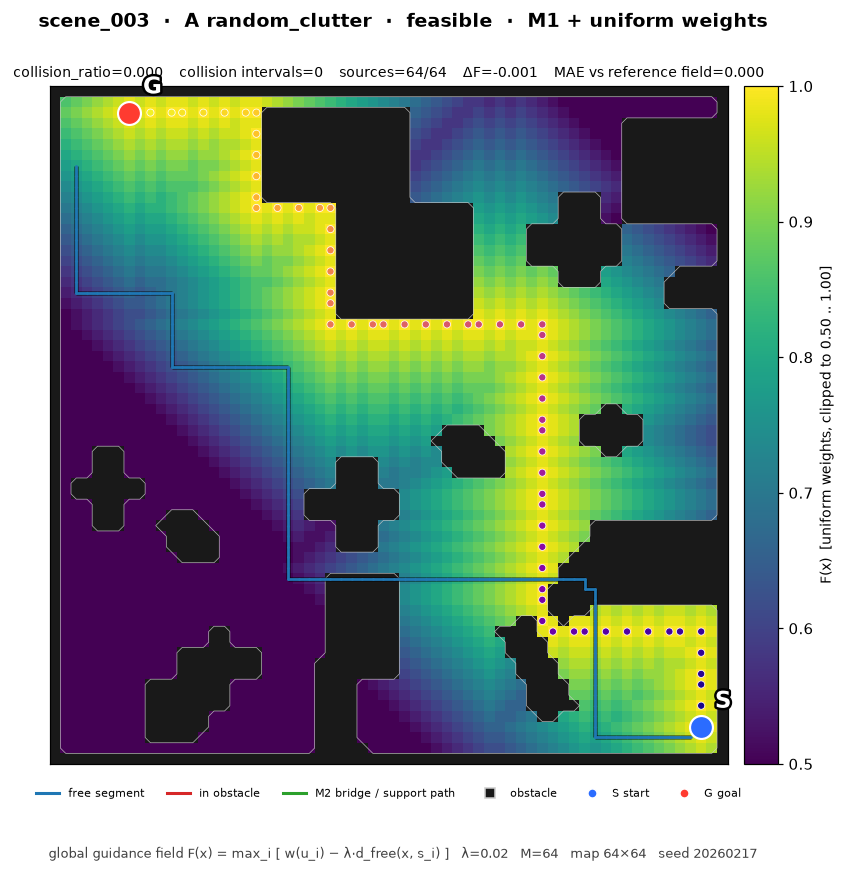 scene_003 · A random_clutter · feasible · M1 + uniform weights
collision_ratio=0.000 collision intervals=0 sources=64/64 ΔF=-0.001 MAE vs reference field=0.000
G
S
1.0
0.9
0.8
0.7
0.6
0.5
F(x) [uniform weights, clipped to 0.50 .. 1.00]
free segment in obstacle M2 bridge / support path obstacle S start G goal
global guidance field F(x) = max_i [ w(u_i) − λ·d_free(x, s_i) ] λ=0.02 M=64 map 64×64 seed 20260217